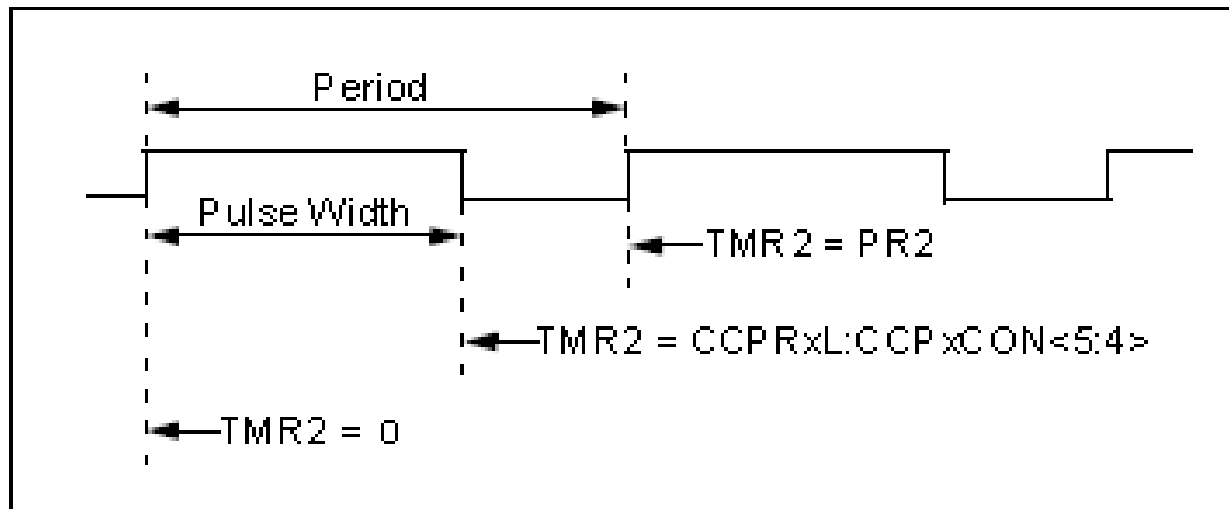 Period
Pulse Width
TMR2 = PR2
TMR2 = CCPRxL:CCPxCON<5:4>
TMR2 = 0